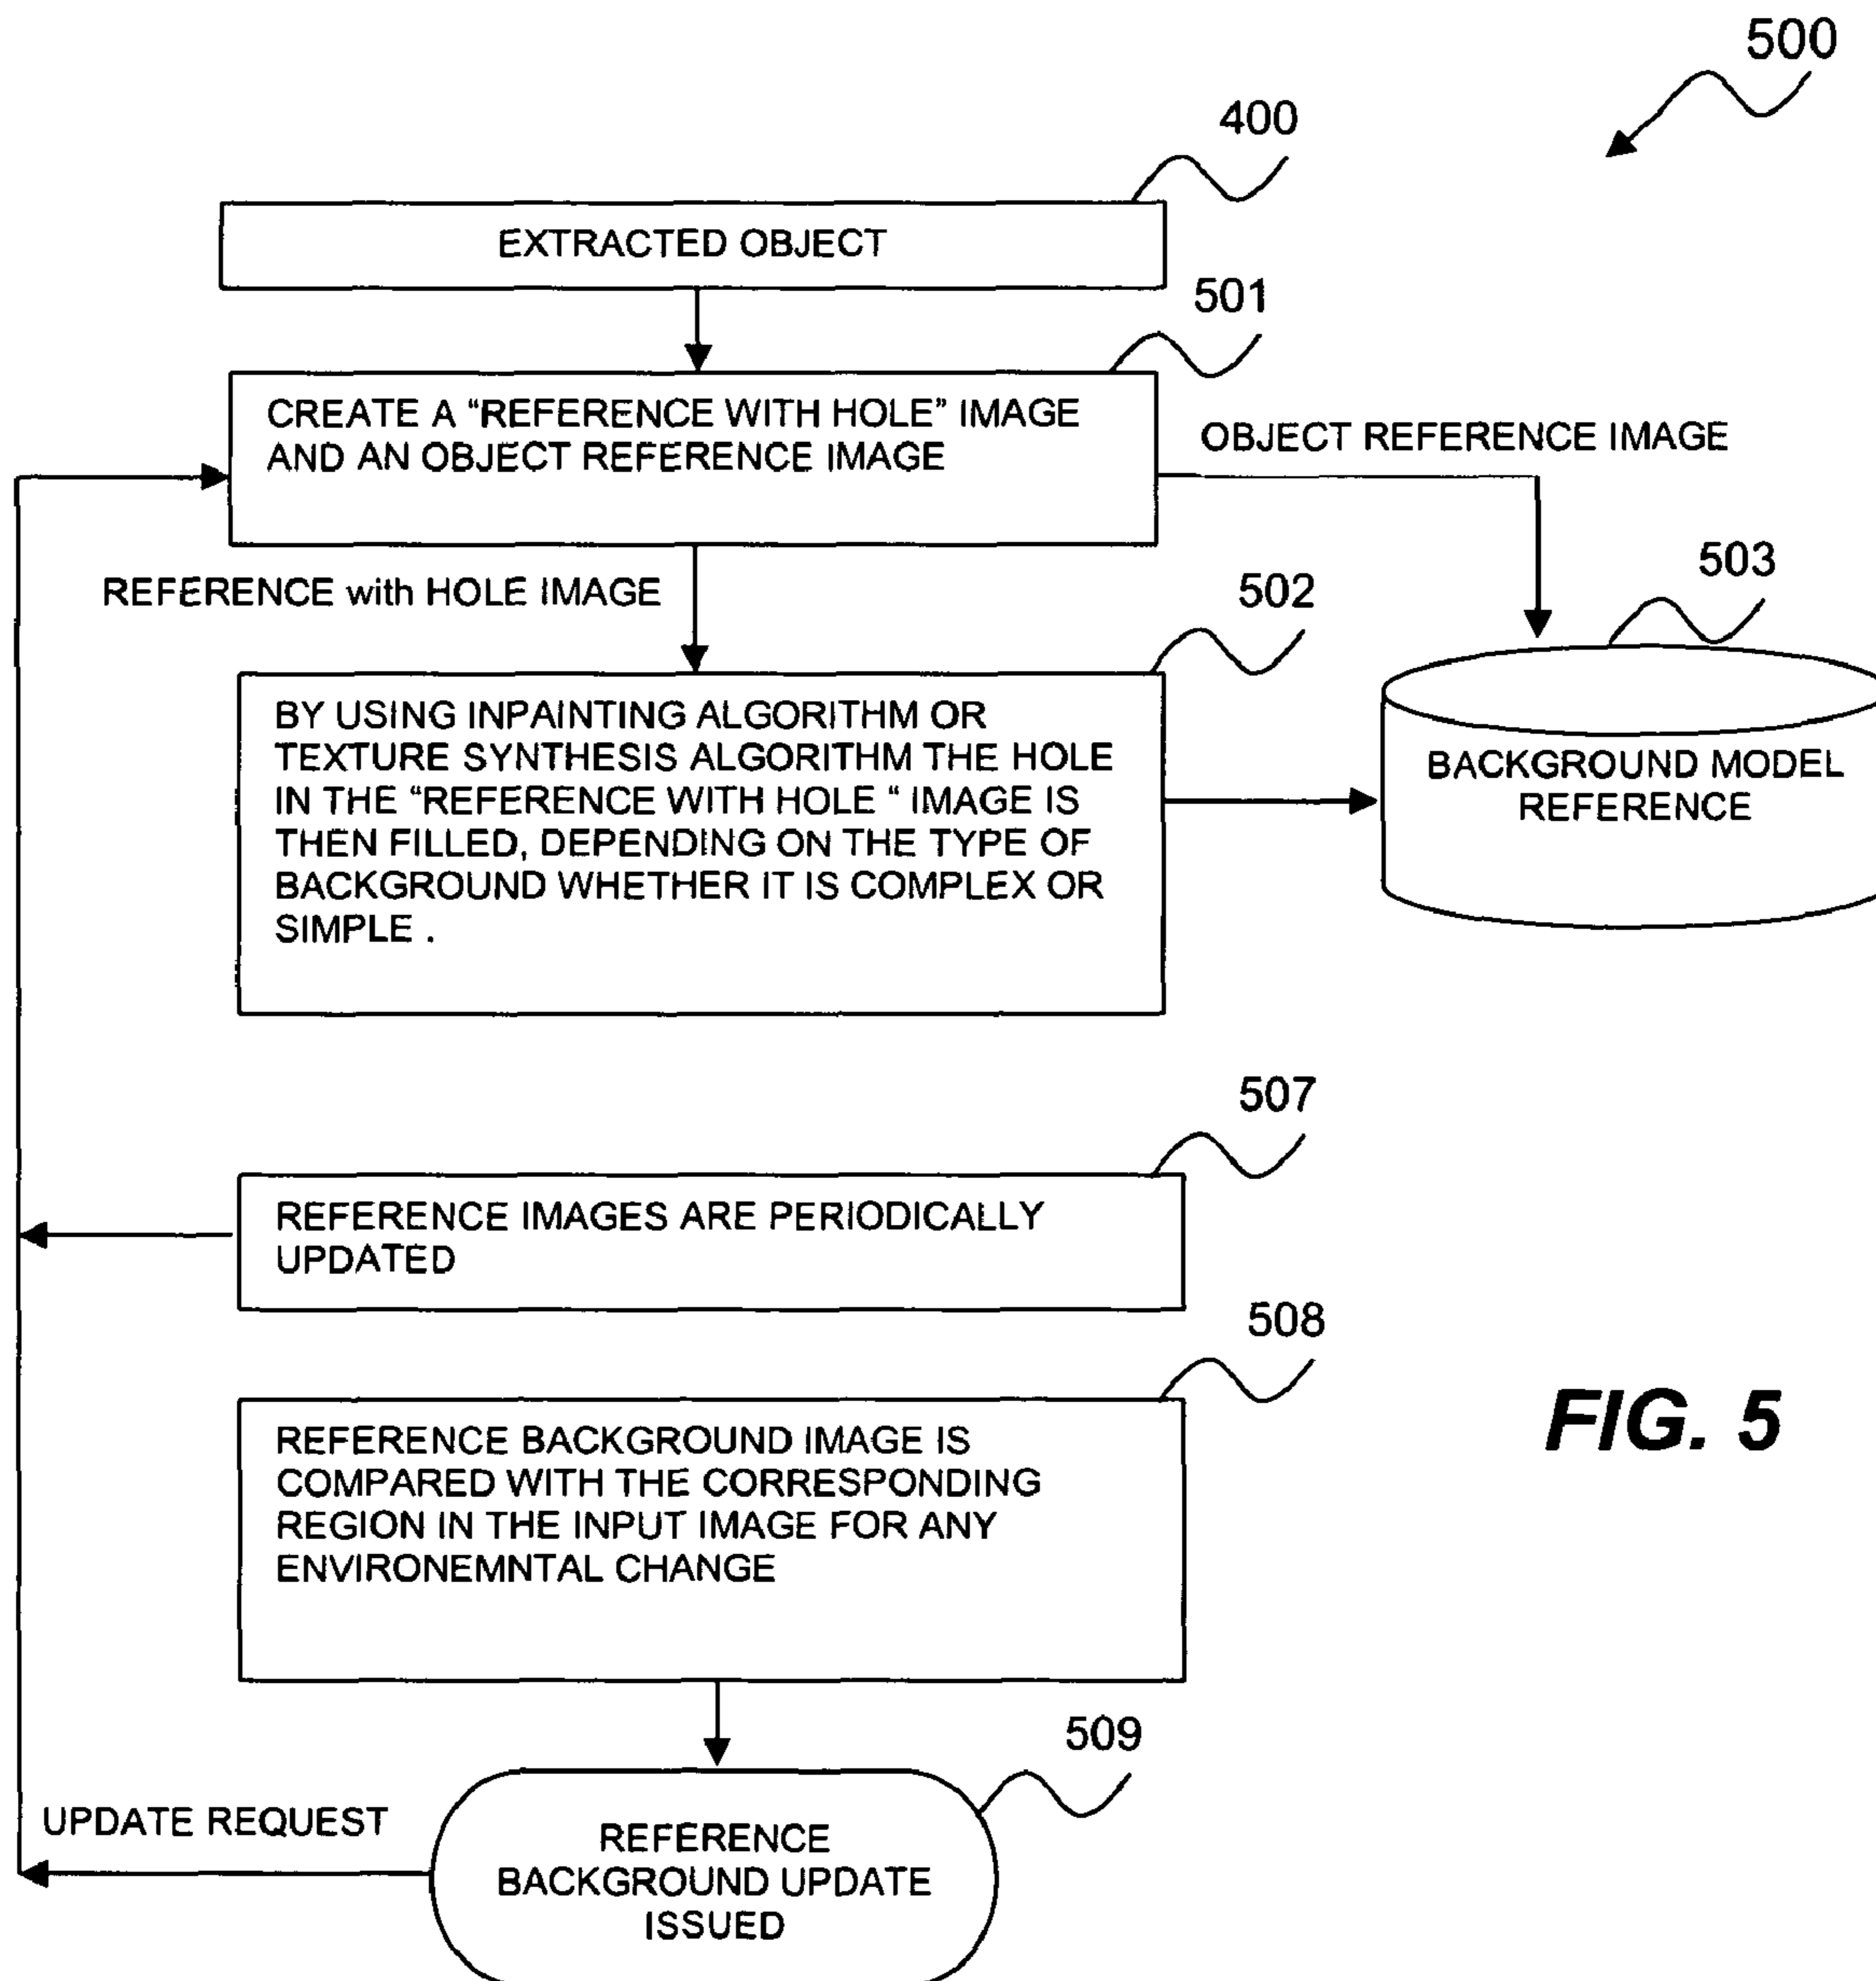 500
400
EXTRACTED OBJECT
501
CREATE A “REFERENCE WITH HOLE” IMAGE
AND AN OBJECT REFERENCE IMAGE
OBJECT REFERENCE IMAGE
REFERENCE with HOLE IMAGE
502
503
BY USING INPAINTING ALGORITHM OR
TEXTURE SYNTHESIS ALGORITHM THE HOLE
IN THE “REFERENCE WITH HOLE “ IMAGE IS
THEN FILLED, DEPENDING ON THE TYPE OF
BACKGROUND WHETHER IT IS COMPLEX OR
SIMPLE .
BACKGROUND MODEL
REFERENCE
507
REFERENCE IMAGES ARE PERIODICALLY
UPDATED
508
REFERENCE BACKGROUND IMAGE IS
COMPARED WITH THE CORRESPONDING
REGION IN THE INPUT IMAGE FOR ANY
ENVIRONEMNTAL CHANGE
FIG. 5
509
UPDATE REQUEST
REFERENCE
BACKGROUND UPDATE
ISSUED